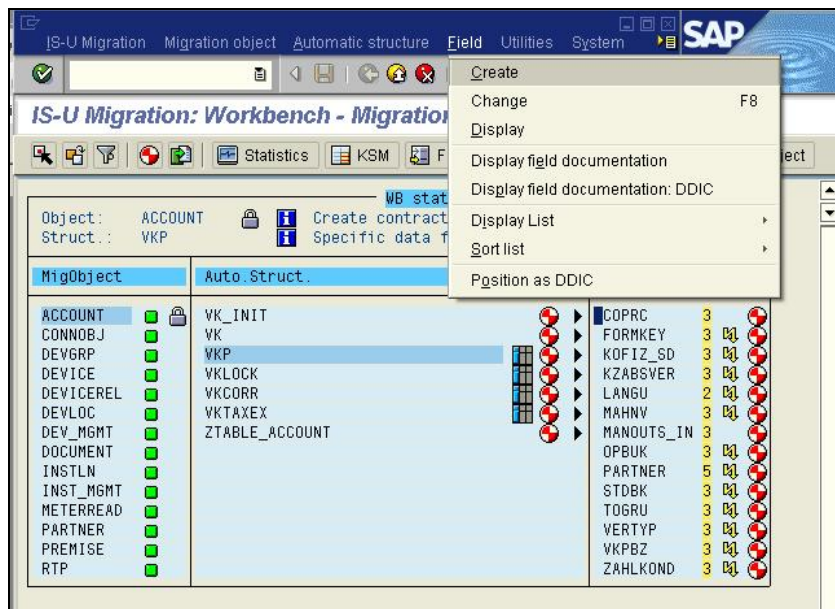 IS-U Migration Migration object Automatic structure Field Utilities System SAP
Create
Change F8
Display
Display field documentation
Display field documentation: DDIC
Display List
Sort list
Position as DDIC
IS-U Migration: Workbench - Migratio
Statistics KSM F ject
WB stat
Object: ACCOUNT Create contract
Struct.: VKP Specific data f
MigObject Auto.Struct.
ACCOUNT VK_INIT COPRC 3
CONNOBJ VK FORMKEY 3
DEVGRP VKP KOFIZ_SD 3
DEVICE VKLOCK KZABSVER 3
DEVICEREL VKCORR LANGU 2
DEVLOC VKTAXEX MAHNV 3
DEV_MGMT ZTABLE_ACCOUNT MANOUTS_IN 3
DOCUMENT OPBUK 3
INSTLN PARTNER 5
INST_MGMT STDBK 3
METERREAD TOGRU 3
PARTNER VERTYP 3
PREMISE VKPBZ 3
RTP ZAHLKOND 3